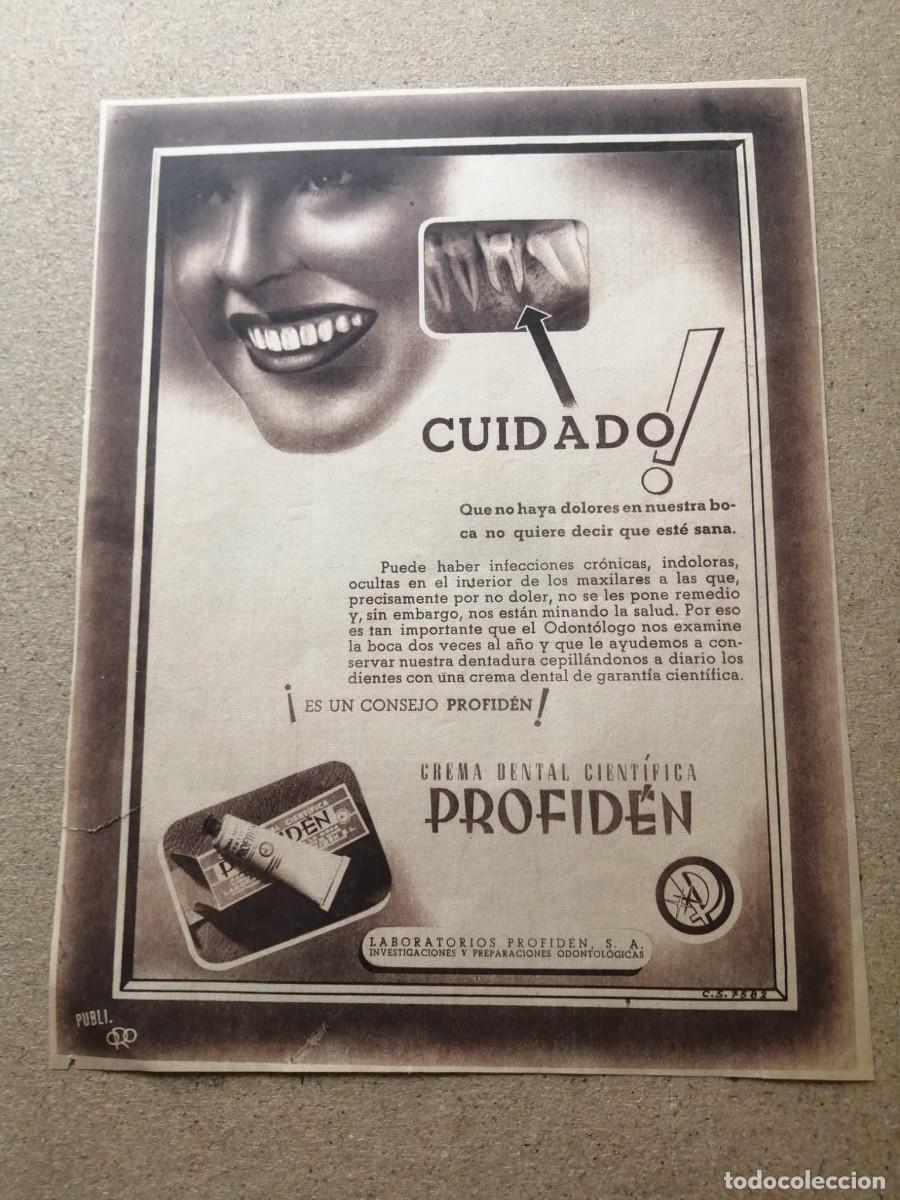 CUIDADO!
Que no haya dolores en nuestra bo-
ca no quiere decir que esté sana.
Puede haber infecciones crónicas, indoloras,
ocultas en el interior de los maxilares a las que,
precisamente por no doler, no se les pone remedio
y, sin embargo, nos están minando la salud. Por eso
es tan importante que el Odontólogo nos examine
la boca dos veces al año y que le ayudemos a con-
servar nuestra dentadura cepillándonos a diario los
dientes con una crema dental de garantía científica.
¡ES UN CONSEJO PROFIDÉN!
CREMA DENTAL CIENTÍFICA
PROFIDÉN
LABORATORIOS PROFIDÉN, S. A.
INVESTIGACIONES Y PREPARACIONES ODONTOLÓGICAS
C.S. 7582
PUBLI.
todocoleccion